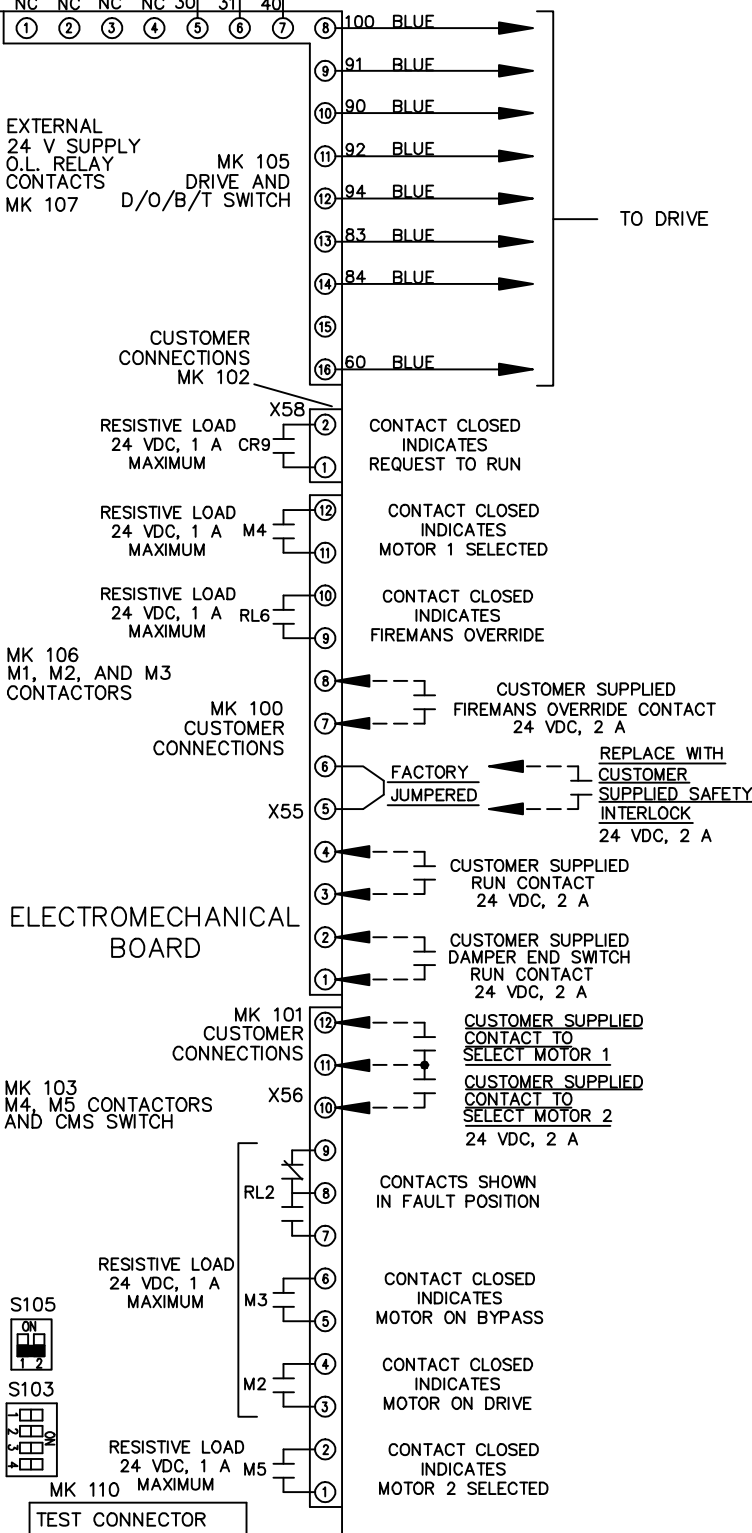 NC NC NC NC 30 31 40
1 2 3 4 5 6 7 8 100 BLUE
9 91 BLUE
10 90 BLUE
11 92 BLUE
12 94 BLUE
13 83 BLUE
14 84 BLUE
15
16 60 BLUE
TO DRIVE
EXTERNAL
24 V SUPPLY
O.L. RELAY
CONTACTS
MK 107
MK 105
DRIVE AND
D/O/B/T SWITCH
CUSTOMER
CONNECTIONS
MK 102
X58
RESISTIVE LOAD
24 VDC, 1 A
MAXIMUM
CR9
2
1
CONTACT CLOSED
INDICATES
REQUEST TO RUN
RESISTIVE LOAD
24 VDC, 1 A
MAXIMUM
M4
12
11
CONTACT CLOSED
INDICATES
MOTOR 1 SELECTED
RESISTIVE LOAD
24 VDC, 1 A
MAXIMUM
RL6
10
9
CONTACT CLOSED
INDICATES
FIREMANS OVERRIDE
MK 106
M1, M2, AND M3
CONTACTORS
MK 100
CUSTOMER
CONNECTIONS
8
7
CUSTOMER SUPPLIED
FIREMANS OVERRIDE CONTACT
24 VDC, 2 A
X55
6
5
FACTORY
JUMPERED
REPLACE WITH
CUSTOMER
SUPPLIED SAFETY
INTERLOCK
24 VDC, 2 A
4
3
CUSTOMER SUPPLIED
RUN CONTACT
24 VDC, 2 A
ELECTROMECHANICAL
BOARD
2
1
CUSTOMER SUPPLIED
DAMPER END SWITCH
RUN CONTACT
24 VDC, 2 A
MK 101
CUSTOMER
CONNECTIONS
X56
12
11
10
CUSTOMER SUPPLIED
CONTACT TO
SELECT MOTOR 1
CUSTOMER SUPPLIED
CONTACT TO
SELECT MOTOR 2
24 VDC, 2 A
MK 103
M4, M5 CONTACTORS
AND CMS SWITCH
RL2
9
8
7
CONTACTS SHOWN
IN FAULT POSITION
RESISTIVE LOAD
24 VDC, 1 A
MAXIMUM
M3
6
5
CONTACT CLOSED
INDICATES
MOTOR ON BYPASS
M2
4
3
CONTACT CLOSED
INDICATES
MOTOR ON DRIVE
S105
ON
1 2
S103
1
2
3
4
ON
RESISTIVE LOAD
24 VDC, 1 A
MAXIMUM
M5
2
1
CONTACT CLOSED
INDICATES
MOTOR 2 SELECTED
MK 110
TEST CONNECTOR